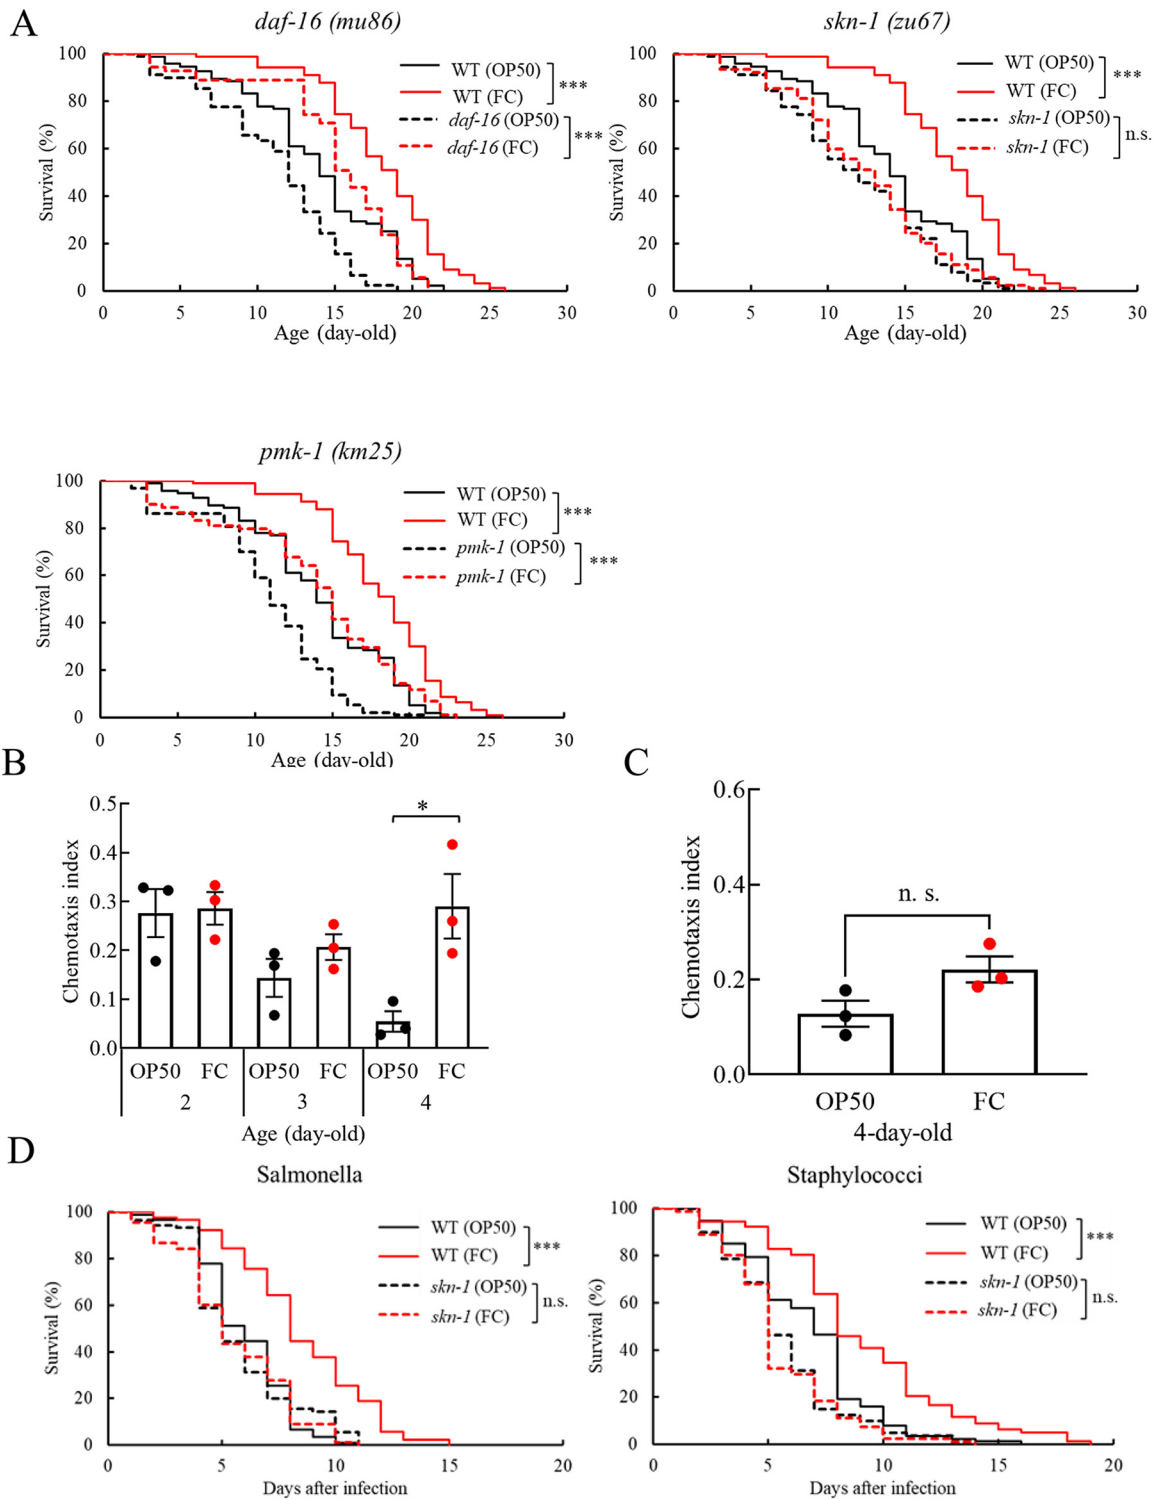 A
daf-16 (mu86)
skn-1 (zu67)
100
80
60
40
20
0
Survival (%)
0 5 10 15 20 25 30
Age (day-old)
WT (OP50)
WT (FC)
***
daf-16 (OP50)
daf-16 (FC)
***
100
80
60
40
20
0
Survival (%)
0 5 10 15 20 25 30
Age (day-old)
WT (OP50)
WT (FC)
***
skn-1 (OP50)
skn-1 (FC)
n.s.
pmk-1 (km25)
100
80
60
40
20
0
Survival (%)
0 5 10 15 20 25 30
Age (day-old)
WT (OP50)
WT (FC)
***
pmk-1 (OP50)
pmk-1 (FC)
***
B
0.5
0.4
0.3
0.2
0.1
0.0
Chemotaxis index
*
OP50 FC OP50 FC OP50 FC
2 3 4
Age (day-old)
C
0.6
0.4
0.2
0.0
Chemotaxis index
n. s.
OP50 FC
4-day-old
D
Salmonella
100
80
60
40
20
0
Survival (%)
0 5 10 15 20
Days after infection
WT (OP50)
WT (FC)
***
skn-1 (OP50)
skn-1 (FC)
n.s.
Staphylococci
100
80
60
40
20
0
Survival (%)
0 5 10 15 20
Days after infection
WT (OP50)
WT (FC)
***
skn-1 (OP50)
skn-1 (FC)
n.s.